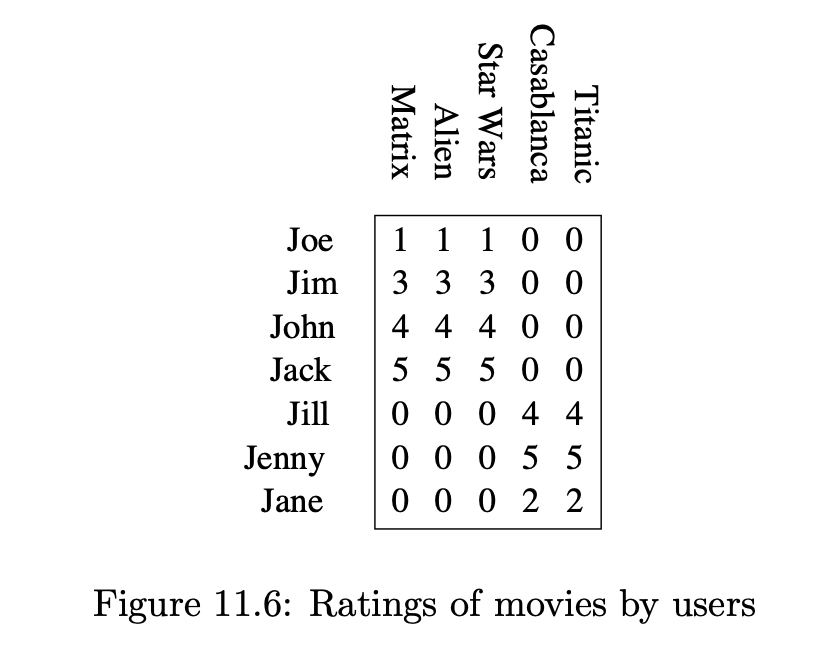 Matrix
Alien
Star Wars
Casablanca
Titanic
Joe 1 1 1 0 0
Jim 3 3 3 0 0
John 4 4 4 0 0
Jack 5 5 5 0 0
Jill 0 0 0 4 4
Jenny 0 0 0 5 5
Jane 0 0 0 2 2
Figure 11.6: Ratings of movies by users